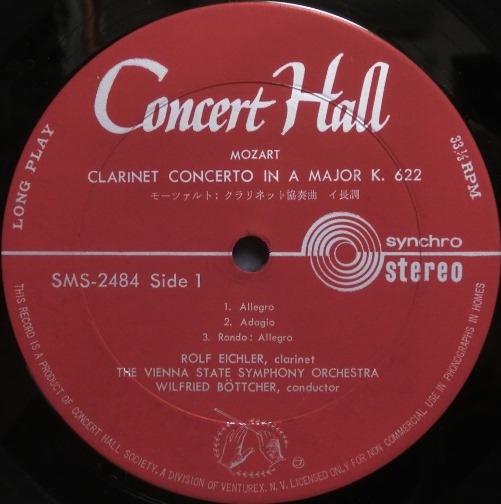 Concert Hall
LONG PLAY
33⅓ RPM.
MOZART
CLARINET CONCERTO IN A MAJOR K. 622
モーツァルト: クラリネット協奏曲 イ長調
synchro
stereo
SMS-2484 Side 1
1. Allegro
2. Adagio
3. Rondo: Allegro
ROLF EICHLER, clarinet
THE VIENNA STATE SYMPHONY ORCHESTRA
WILFRIED BÖTTCHER, conductor
THIS RECORD IS A PRODUCT OF CONCERT HALL SOCIETY, A DIVISION OF VENTUREX, N. V. LICENSED ONLY FOR NON COMMERCIAL USE IN PHONOGRAPHS IN HOMES